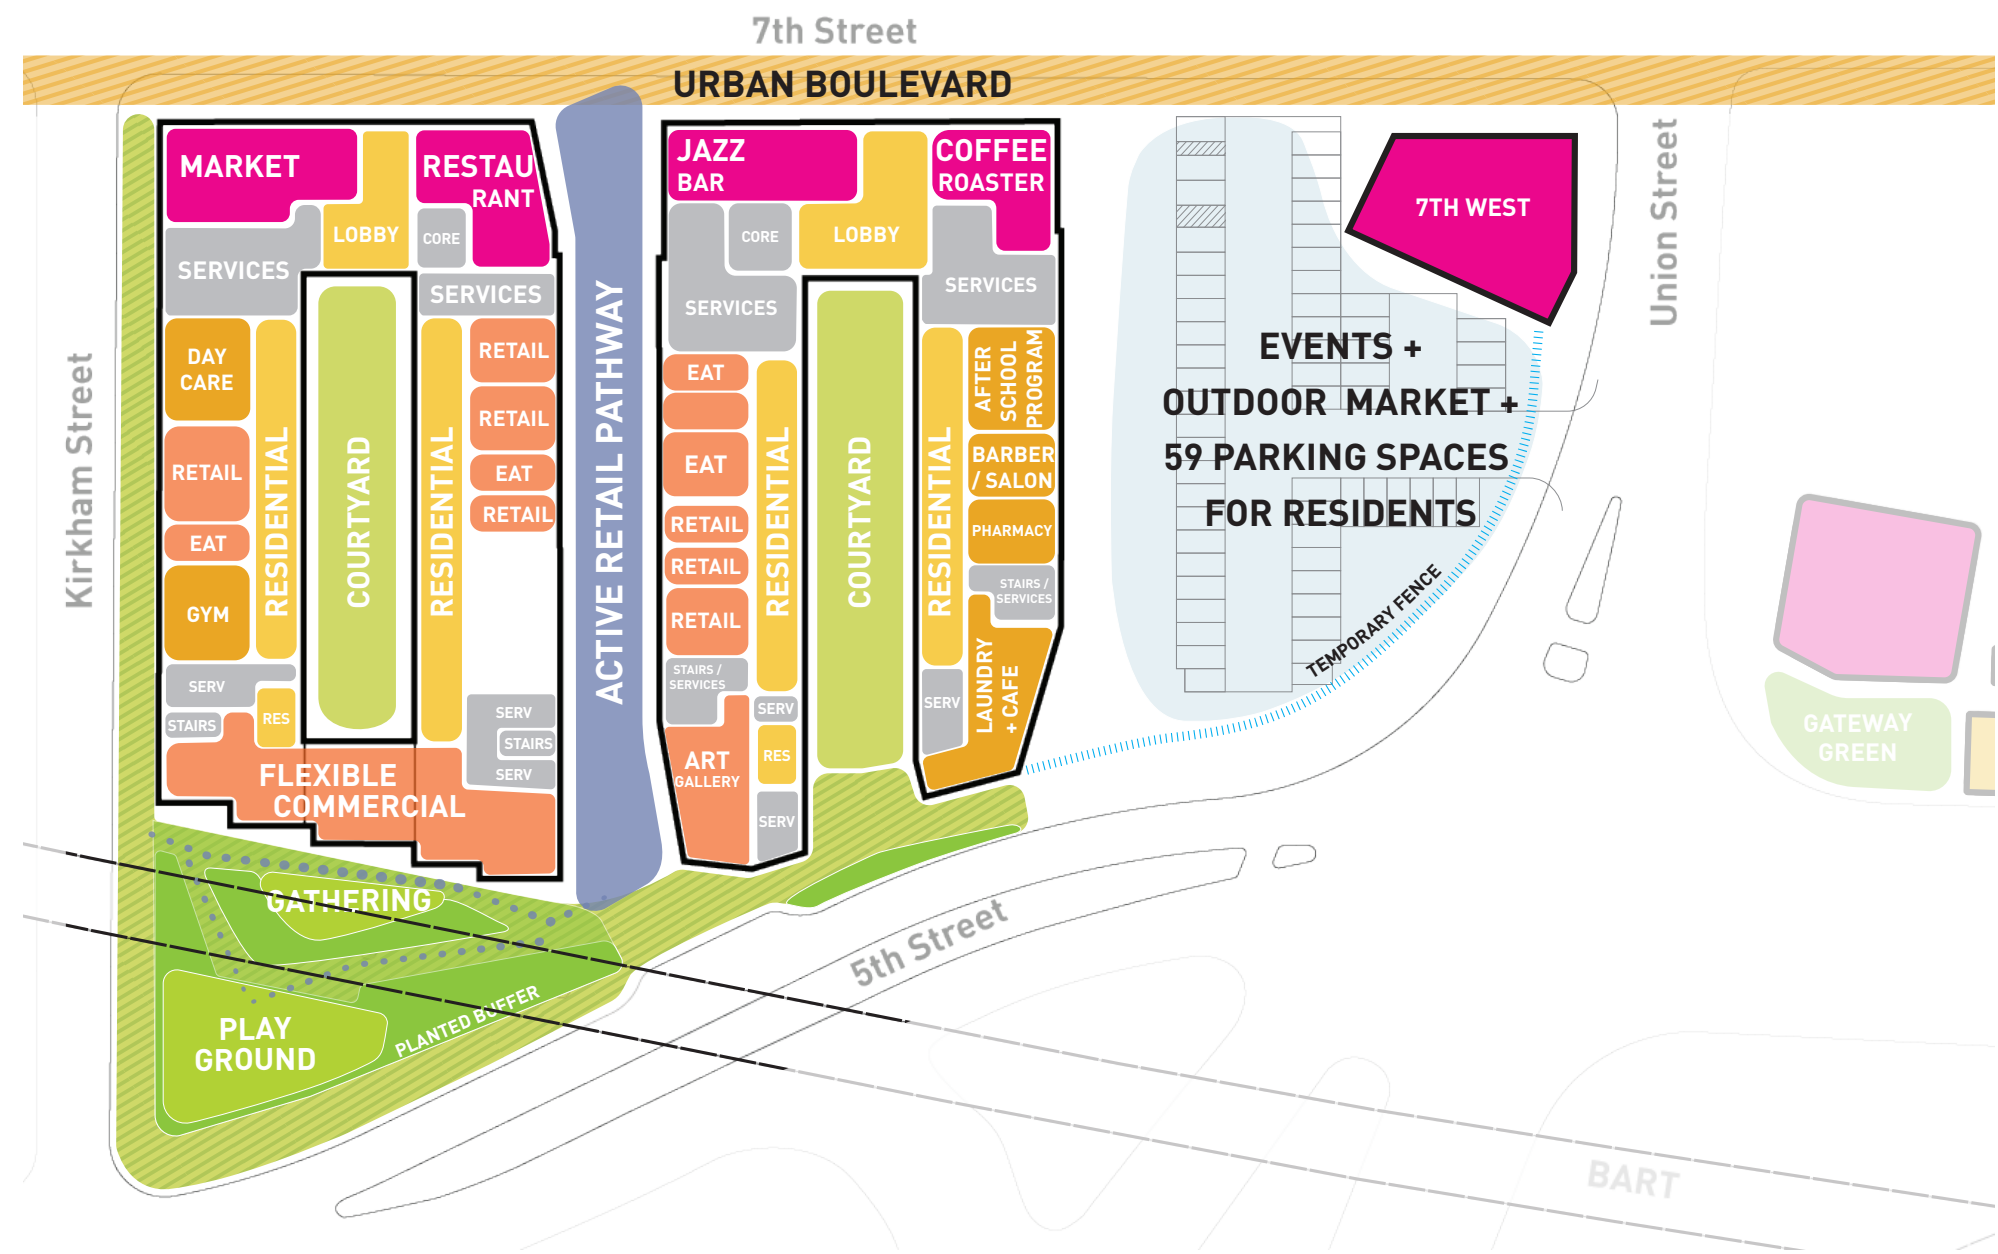 7th Street
URBAN BOULEVARD
MARKET
RESTAU
RANT
LOBBY
CORE
SERVICES
SERVICES
DAY
CARE
RETAIL
EAT
GYM
RESIDENTIAL
COURTYARD
RESIDENTIAL
RETAIL
RETAIL
EAT
RETAIL
SERV
STAIRS
RES
SERV
STAIRS
SERV
FLEXIBLE
COMMERCIAL
Kirkham Street
ACTIVE RETAIL PATHWAY
JAZZ
BAR
COFFEE
ROASTER
CORE
LOBBY
SERVICES
SERVICES
EAT
EAT
RETAIL
RETAIL
RETAIL
RESIDENTIAL
COURTYARD
RESIDENTIAL
AFTER
SCHOOL
PROGRAM
BARBER
/ SALON
PHARMACY
STAIRS /
SERVICES
STAIRS /
SERVICES
SERV
RES
SERV
ART
GALLERY
SERV
LAUNDRY
+ CAFE
7TH WEST
Union Street
EVENTS +
OUTDOOR MARKET +
59 PARKING SPACES
FOR RESIDENTS
TEMPORARY FENCE
GATEWAY
GREEN
GATHERING
PLAY
GROUND
PLANTED BUFFER
5th Street
BART